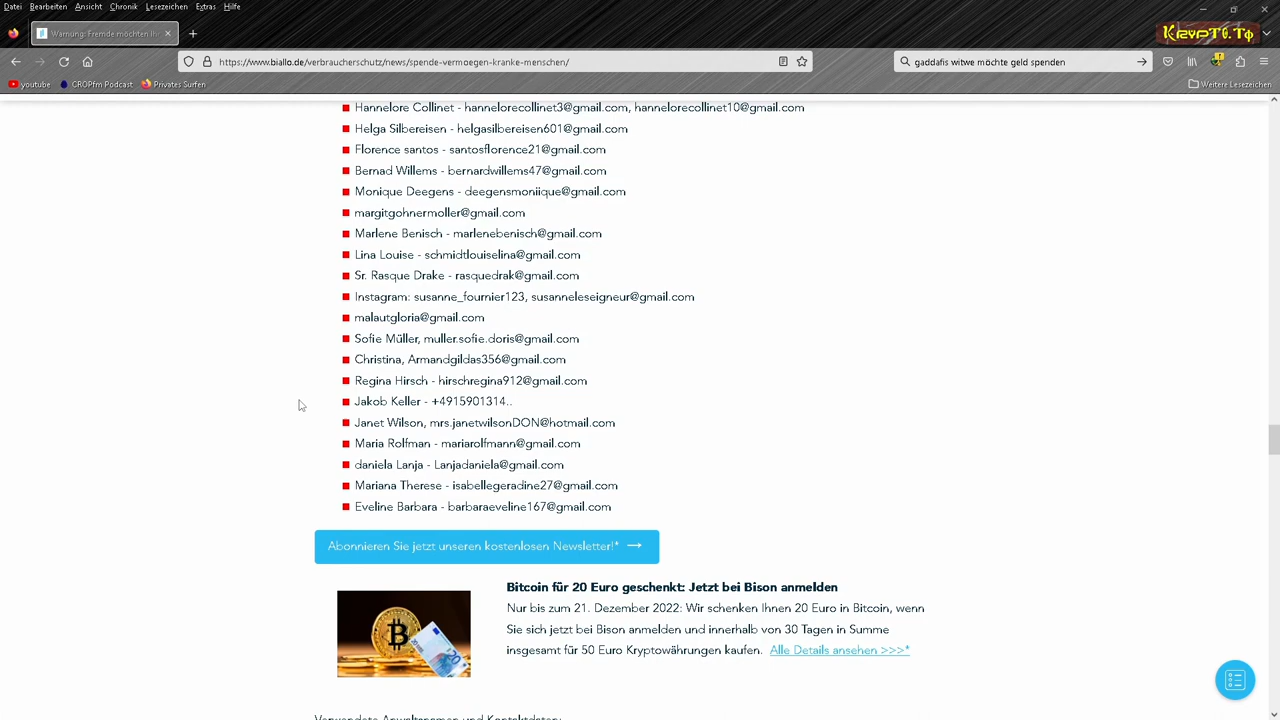 Datei Bearbeiten Ansicht Chronik Lesezeichen Extras Hilfe
Warnung: Fremde möchten Ih
KrypT0.To
https://www.biallo.de/verbraucherschutz/news/spende-vermoegen-kranke-menschen/
gaddafis witwe möchte geld spenden
youtube CROPfm Podcast Privates Surfen Weitere Lesezeichen
Hannelore Collinet - hannelorecollinet3@gmail.com, hannelorecollinet10@gmail.com
Helga Silbereisen - helgasilbereisen601@gmail.com
Florence santos - santosflorence21@gmail.com
Bernad Willems - bernardwillems47@gmail.com
Monique Deegens - deegensmoniique@gmail.com
margitgohnermoller@gmail.com
Marlene Benisch - marlenebenisch@gmail.com
Lina Louise - schmidtlouiselina@gmail.com
Sr. Rasque Drake - rasquedrak@gmail.com
Instagram: susanne_fournier123, susanneleseigneur@gmail.com
malautgloria@gmail.com
Sofie Müller, muller.sofie.doris@gmail.com
Christina, Armandgildas356@gmail.com
Regina Hirsch - hirschregina912@gmail.com
Jakob Keller - +4915901314..
Janet Wilson, mrs.janetwilsonDON@hotmail.com
Maria Rolfman - mariarolfmann@gmail.com
daniela Lanja - Lanjadaniela@gmail.com
Mariana Therese - isabellegeradine27@gmail.com
Eveline Barbara - barbaraeveline167@gmail.com
Abonnieren Sie jetzt unseren kostenlosen Newsletter!* →
Bitcoin für 20 Euro geschenkt: Jetzt bei Bison anmelden
Nur bis zum 21. Dezember 2022: Wir schenken Ihnen 20 Euro in Bitcoin, wenn
Sie sich jetzt bei Bison anmelden und innerhalb von 30 Tagen in Summe
insgesamt für 50 Euro Kryptowährungen kaufen. Alle Details ansehen >>>*
Verwendete Anwaltsnamen und Kontaktdaten: